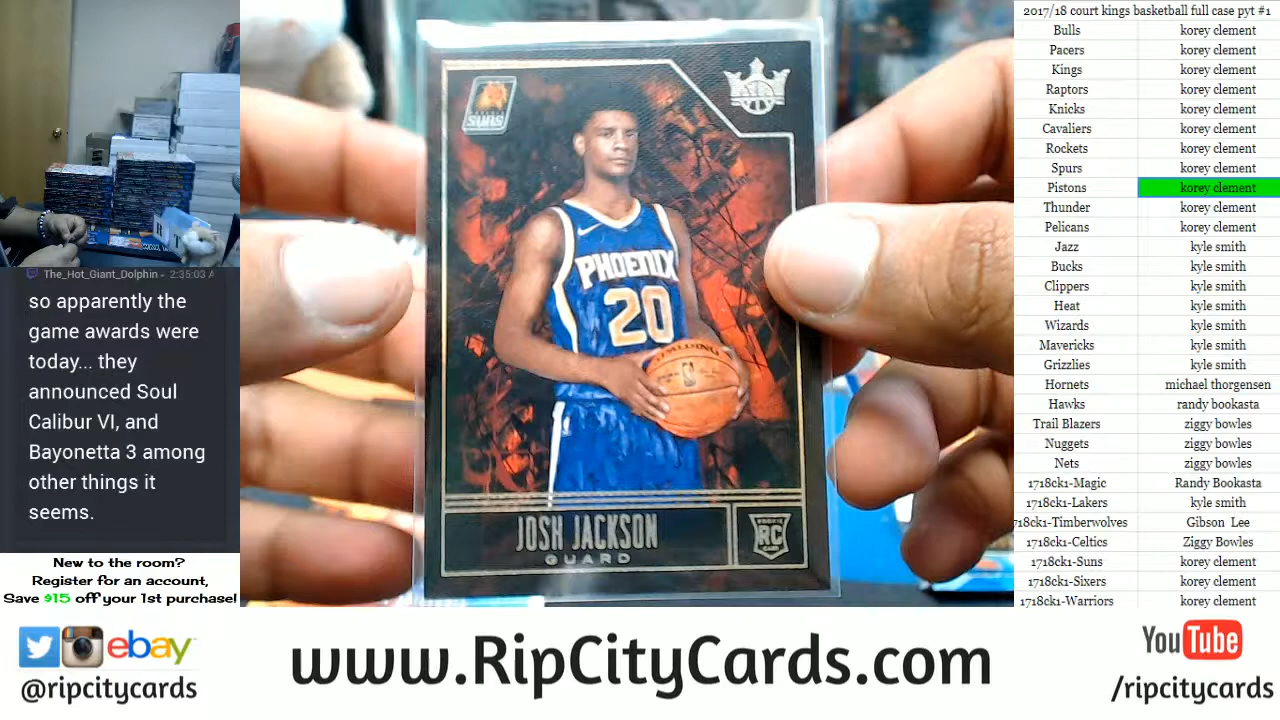 The_Hot_Giant_Dolphin - 2:35:03 A
so apparently the
game awards were
today... they
announced Soul
Calibur VI, and
Bayonetta 3 among
other things it
seems.
New to the room?
Register for an account,
Save $15 off your 1st purchase!
SUNS
PHOENIX
20
SPALDING
JOSH JACKSON
GUARD
ROOKIE
RC
CARD
2017/18 court kings basketball full case pyt #1
Bulls korey clement
Pacers korey clement
Kings korey clement
Raptors korey clement
Knicks korey clement
Cavaliers korey clement
Rockets korey clement
Spurs korey clement
Pistons korey clement
Thunder korey clement
Pelicans korey clement
Jazz kyle smith
Bucks kyle smith
Clippers kyle smith
Heat kyle smith
Wizards kyle smith
Mavericks kyle smith
Grizzlies kyle smith
Hornets michael thorgensen
Hawks randy bookasta
Trail Blazers ziggy bowles
Nuggets ziggy bowles
Nets ziggy bowles
1718ck1-Magic Randy Bookasta
1718ck1-Lakers kyle smith
718ck1-Timberwolves Gibson Lee
1718ck1-Celtics Ziggy Bowles
1718ck1-Suns korey clement
1718ck1-Sixers korey clement
1718ck1-Warriors korey clement
ebay
@ripcitycards
www.RipCityCards.com
YouTube
/ripcitycards